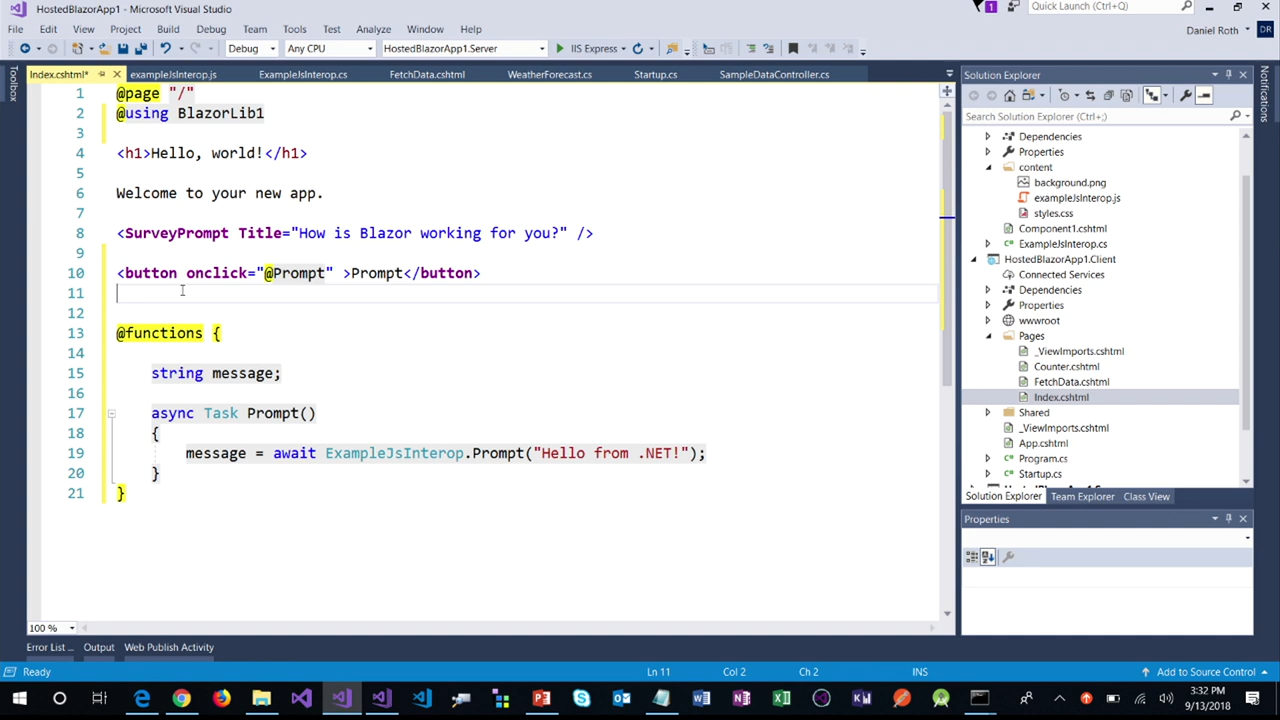 HostedBlazorApp1 - Microsoft Visual Studio
1
Quick Launch (Ctrl+;)
File Edit View Project Build Debug Team Tools Test Analyze Window Help
Daniel Roth DR
Debug Any CPU HostedBlazorApp1.Server IIS Express
Toolbox
Index.cshtml* exampleJsInterop.js ExampleJsInterop.cs FetchData.cshtml WeatherForecast.cs Startup.cs SampleDataController.cs
1 @page "/"
2 @using BlazorLib1
3
4 <h1>Hello, world!</h1>
5
6 Welcome to your new app.
7
8 <SurveyPrompt Title="How is Blazor working for you?" />
9
10 <button onclick="@Prompt" >Prompt</button>
11
12
13 @functions {
14
15 string message;
16
17 async Task Prompt()
18 {
19 message = await ExampleJsInterop.Prompt("Hello from .NET!");
20 }
21 }
100 %
Solution Explorer
Search Solution Explorer (Ctrl+;)
Dependencies
Properties
content
background.png
exampleJsInterop.js
styles.css
Component1.cshtml
ExampleJsInterop.cs
HostedBlazorApp1.Client
Connected Services
Dependencies
Properties
wwwroot
Pages
_ViewImports.cshtml
Counter.cshtml
FetchData.cshtml
Index.cshtml
Shared
_ViewImports.cshtml
App.cshtml
Program.cs
Startup.cs
Solution Explorer Team Explorer Class View
Properties
Notifications
Error List ... Output Web Publish Activity
Ready Ln 11 Col 2 Ch 2 INS Add to Source Control
3:32 PM
9/13/2018